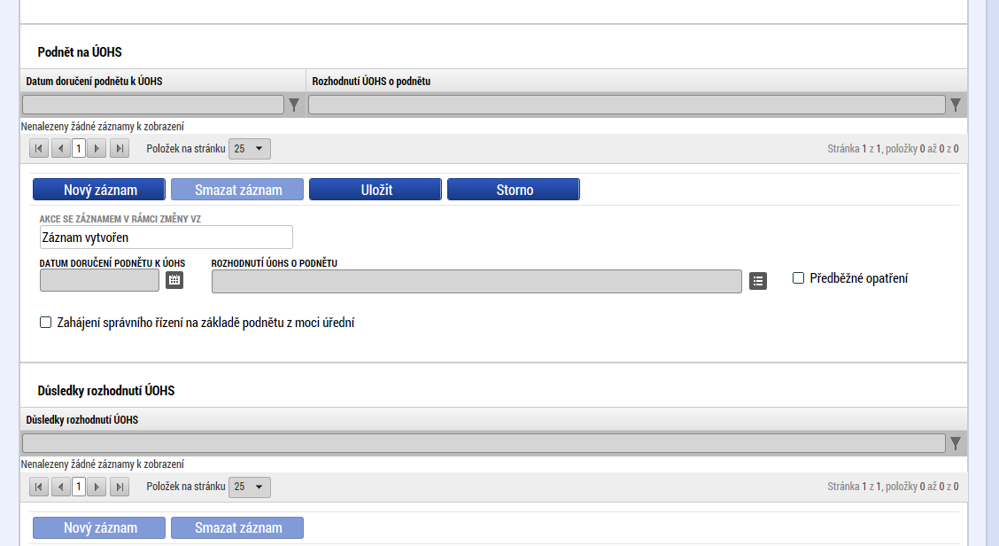 Podnět na ÚOHS
Datum doručení podnětu k ÚOHS Rozhodnutí ÚOHS o podnětu
Nenalezeny žádné záznamy k zobrazení
1 Položek na stránku 25 Stránka 1 z 1, položky 0 až 0 z 0
Nový záznam Smazat záznam Uložit Storno
AKCE SE ZÁZNAMEM V RÁMCI ZMĚNY VZ
Záznam vytvořen
DATUM DORUČENÍ PODNĚTU K ÚOHS ROZHODNUTÍ ÚOHS O PODNĚTU
Předběžné opatření
Zahájení správního řízení na základě podnětu z moci úřední
Důsledky rozhodnutí ÚOHS
Důsledky rozhodnutí ÚOHS
Nenalezeny žádné záznamy k zobrazení
1 Položek na stránku 25 Stránka 1 z 1, položky 0 až 0 z 0
Nový záznam Smazat záznam